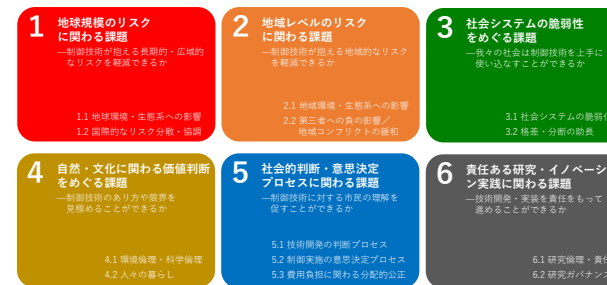 1 地球規模のリスク
に関わる課題
―制御技術が抱える長期的・広域的
なリスクを軽減できるか
1.1 地球環境・生態系への影響
1.2 国際的なリスク分散・協調
2 地域レベルのリスク
に関わる課題
―制御技術が抱える地域的なリスク
を軽減できるか
2.1 地域環境・生態系への影響
2.2 第三者への負の影響／
地域コンフリクトの緩和
3 社会システムの脆弱性
をめぐる課題
―我々の社会は制御技術を上手に
使い込なすことができるか
3.1 社会システムの脆弱
3.2 格差・分断の助長
4 自然・文化に関わる価値判断
をめぐる課題
―制御技術のあり方や限界を
見極めることができるか
4.1 環境倫理・科学倫理
4.2 人々の暮らし
5 社会的判断・意思決定
プロセスに関わる課題
―制御技術に対する市民の理解を
促すことができるか
5.1 技術開発の判断プロセス
5.2 制御実施の意思決定プロセス
5.3 費用負担に関わる分配的公正
6 責任ある研究・イノベーシ
ン実践に関わる課題
―技術開発・実装を責任をもって
進めることができるか
6.1 研究倫理・責
6.2 研究ガバナン